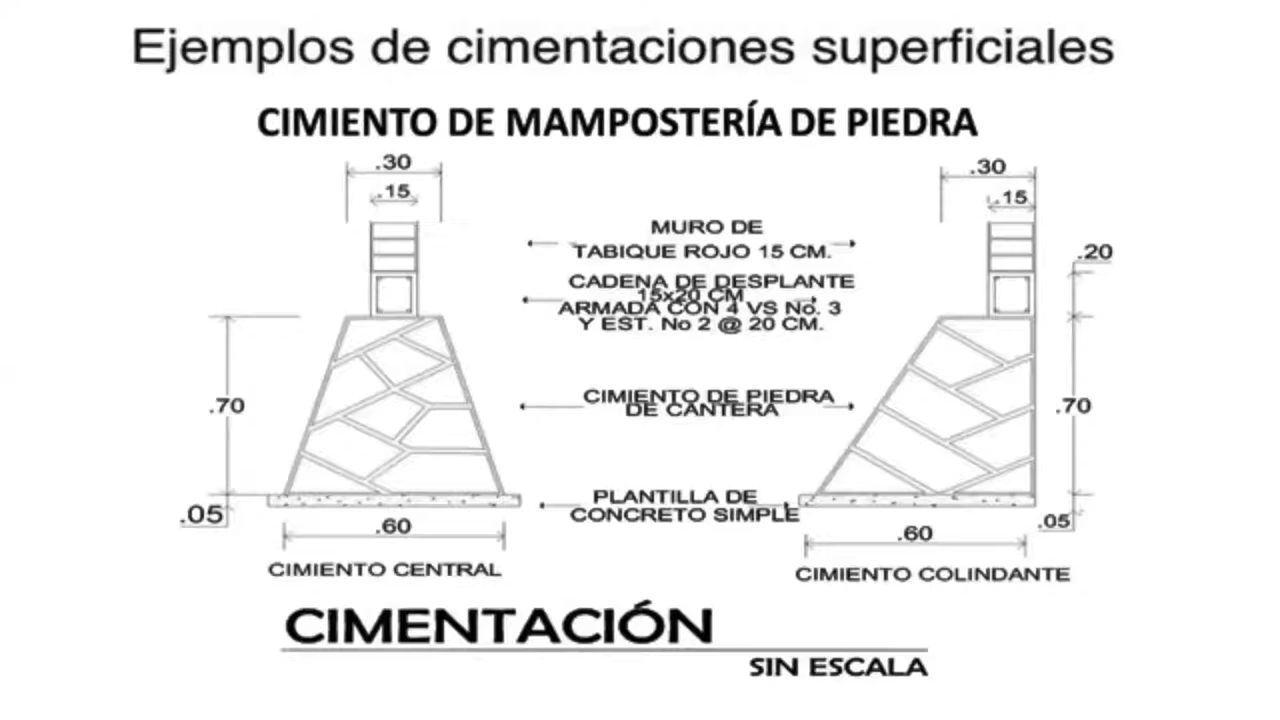 Ejemplos de cimentaciones superficiales
CIMIENTO DE MAMPOSTERÍA DE PIEDRA
.30
.15
.30
.15
MURO DE
TABIQUE ROJO 15 CM.
.20
CADENA DE DESPLANTE
15x20 CM
ARMADA CON 4 VS No. 3
Y EST. No 2 @ 20 CM.
.70
CIMIENTO DE PIEDRA
DE CANTERA
.70
PLANTILLA DE
CONCRETO SIMPLE
.05
.60
.05
.60
CIMIENTO CENTRAL
CIMIENTO COLINDANTE
CIMENTACIÓN
SIN ESCALA